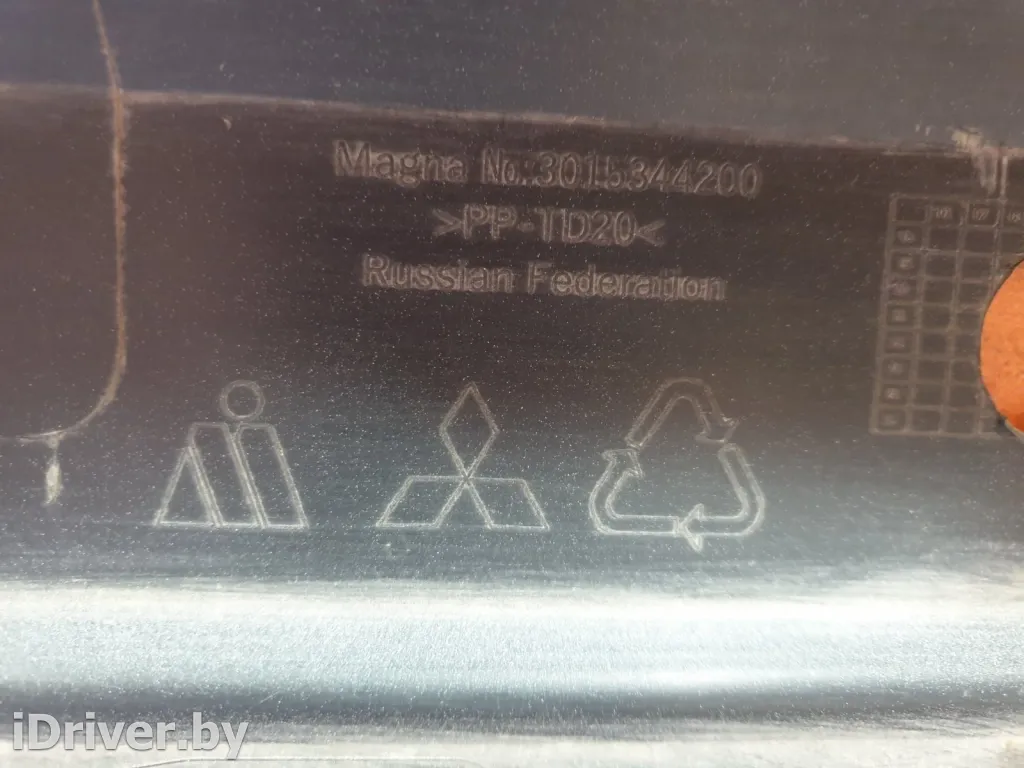 Magna No.:3015344200
>PP-TD20<
Russian Federation
iDriver.by